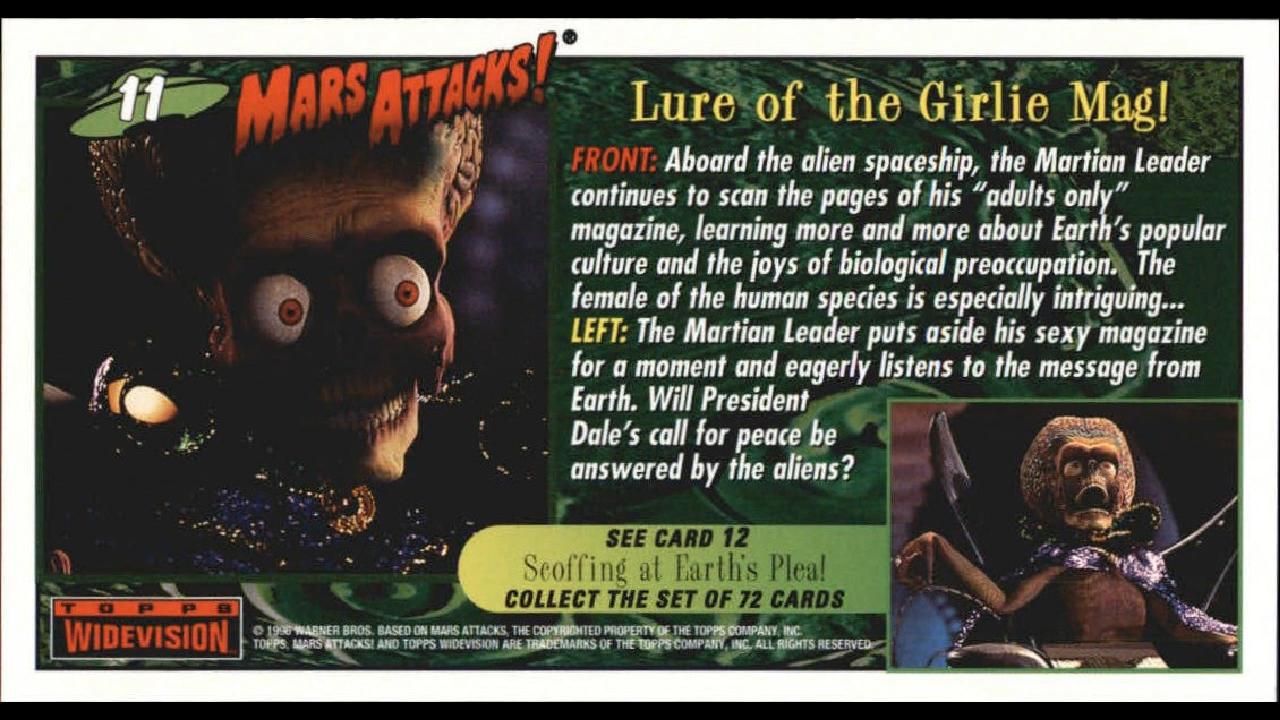 11
MARS ATTACKS!®
Lure of the Girlie Mag!
FRONT: Aboard the alien spaceship, the Martian Leader
continues to scan the pages of his "adults only"
magazine, learning more and more about Earth's popular
culture and the joys of biological preoccupation. The
female of the human species is especially intriguing...
LEFT: The Martian Leader puts aside his sexy magazine
for a moment and eagerly listens to the message from
Earth. Will President
Dale's call for peace be
answered by the aliens?
SEE CARD 12
Scoffing at Earth's Plea!
COLLECT THE SET OF 72 CARDS
TOPPS
WIDEVISION
© 1996 WARNER BROS. BASED ON MARS ATTACKS, THE COPYRIGHTED PROPERTY OF THE TOPPS COMPANY, INC.
TOPPS, MARS ATTACKS! AND TOPPS WIDEVISION ARE TRADEMARKS OF THE TOPPS COMPANY, INC. ALL RIGHTS RESERVED.